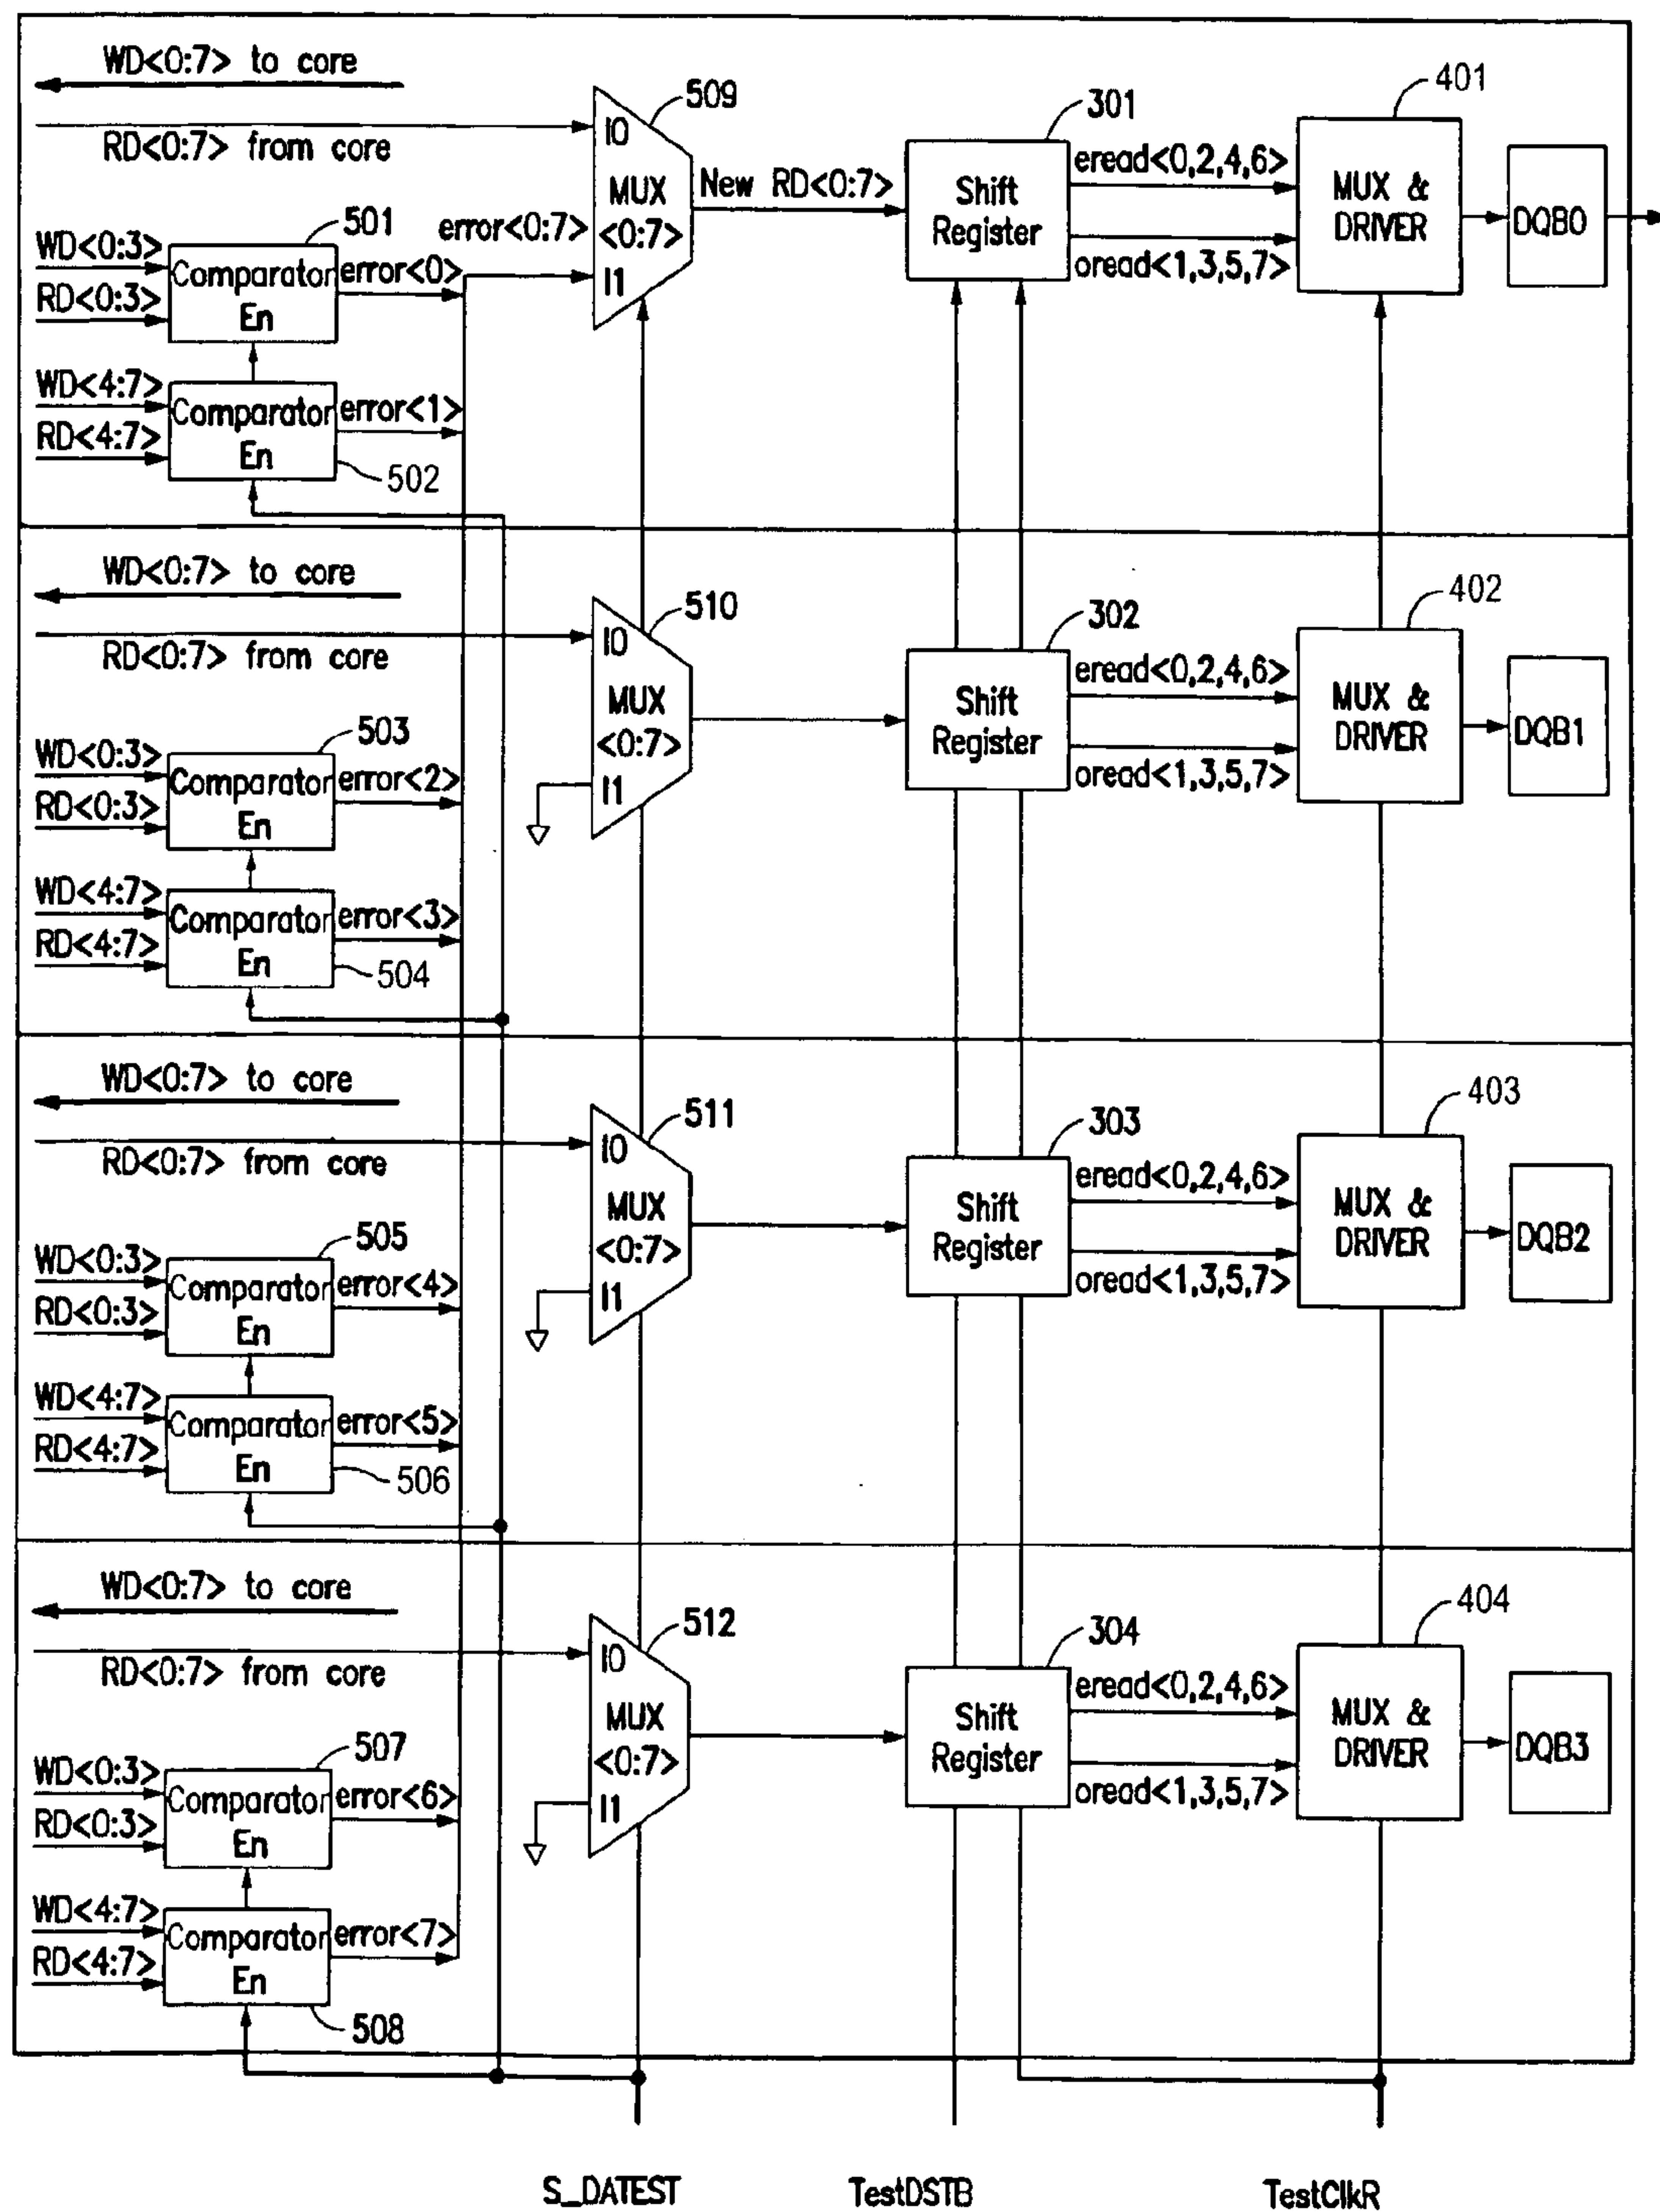 WD<0:7> to core
RD<0:7> from core
509
I0
MUX
<0:7>
I1
error<0:7>
New RD<0:7>
301
Shift
Register
eread<0,2,4,6>
oread<1,3,5,7>
401
MUX &
DRIVER
DQB0
501
WD<0:3>
RD<0:3>
Comparator
En
error<0>
WD<4:7>
RD<4:7>
Comparator
En
error<1>
502
WD<0:7> to core
RD<0:7> from core
510
I0
MUX
<0:7>
I1
302
Shift
Register
eread<0,2,4,6>
oread<1,3,5,7>
402
MUX &
DRIVER
DQB1
503
WD<0:3>
RD<0:3>
Comparator
En
error<2>
WD<4:7>
RD<4:7>
Comparator
En
error<3>
504
WD<0:7> to core
RD<0:7> from core
511
I0
MUX
<0:7>
I1
303
Shift
Register
eread<0,2,4,6>
oread<1,3,5,7>
403
MUX &
DRIVER
DQB2
505
WD<0:3>
RD<0:3>
Comparator
En
error<4>
WD<4:7>
RD<4:7>
Comparator
En
error<5>
506
WD<0:7> to core
RD<0:7> from core
512
I0
MUX
<0:7>
I1
304
Shift
Register
eread<0,2,4,6>
oread<1,3,5,7>
404
MUX &
DRIVER
DQB3
507
WD<0:3>
RD<0:3>
Comparator
En
error<6>
WD<4:7>
RD<4:7>
Comparator
En
error<7>
508
S_DATEST
TestDSTB
TestClkR